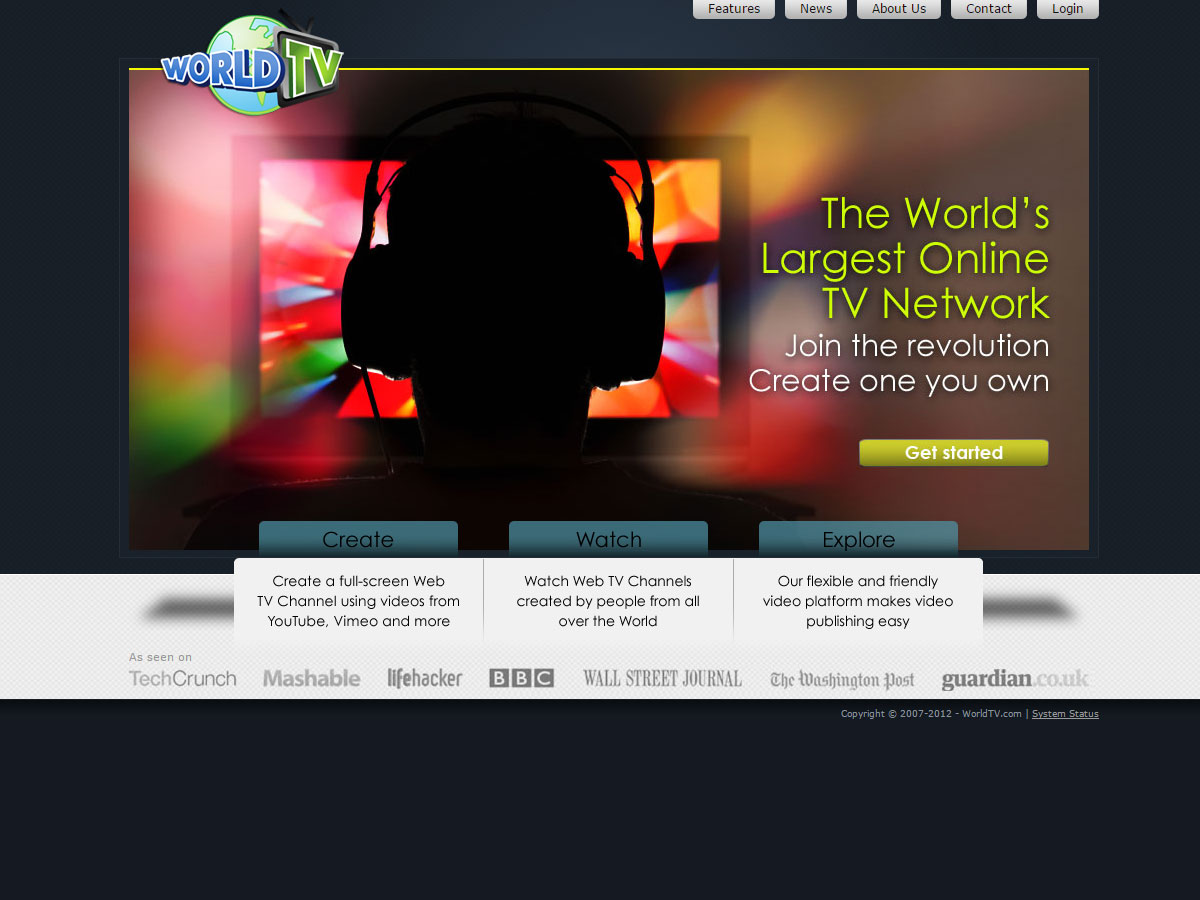 Features
News
About Us
Contact
Login
WORLD TV
The World's
Largest Online
TV Network
Join the revolution
Create one you own
Get started
Create
Watch
Explore
Create a full-screen Web
TV Channel using videos from
YouTube, Vimeo and more
Watch Web TV Channels
created by people from all
over the World
Our flexible and friendly
video platform makes video
publishing easy
As seen on
TechCrunch
Mashable
lifehacker
BBC
WALL STREET JOURNAL
The Washington Post
guardian.co.uk
Copyright © 2007-2012 - WorldTV.com | System Status